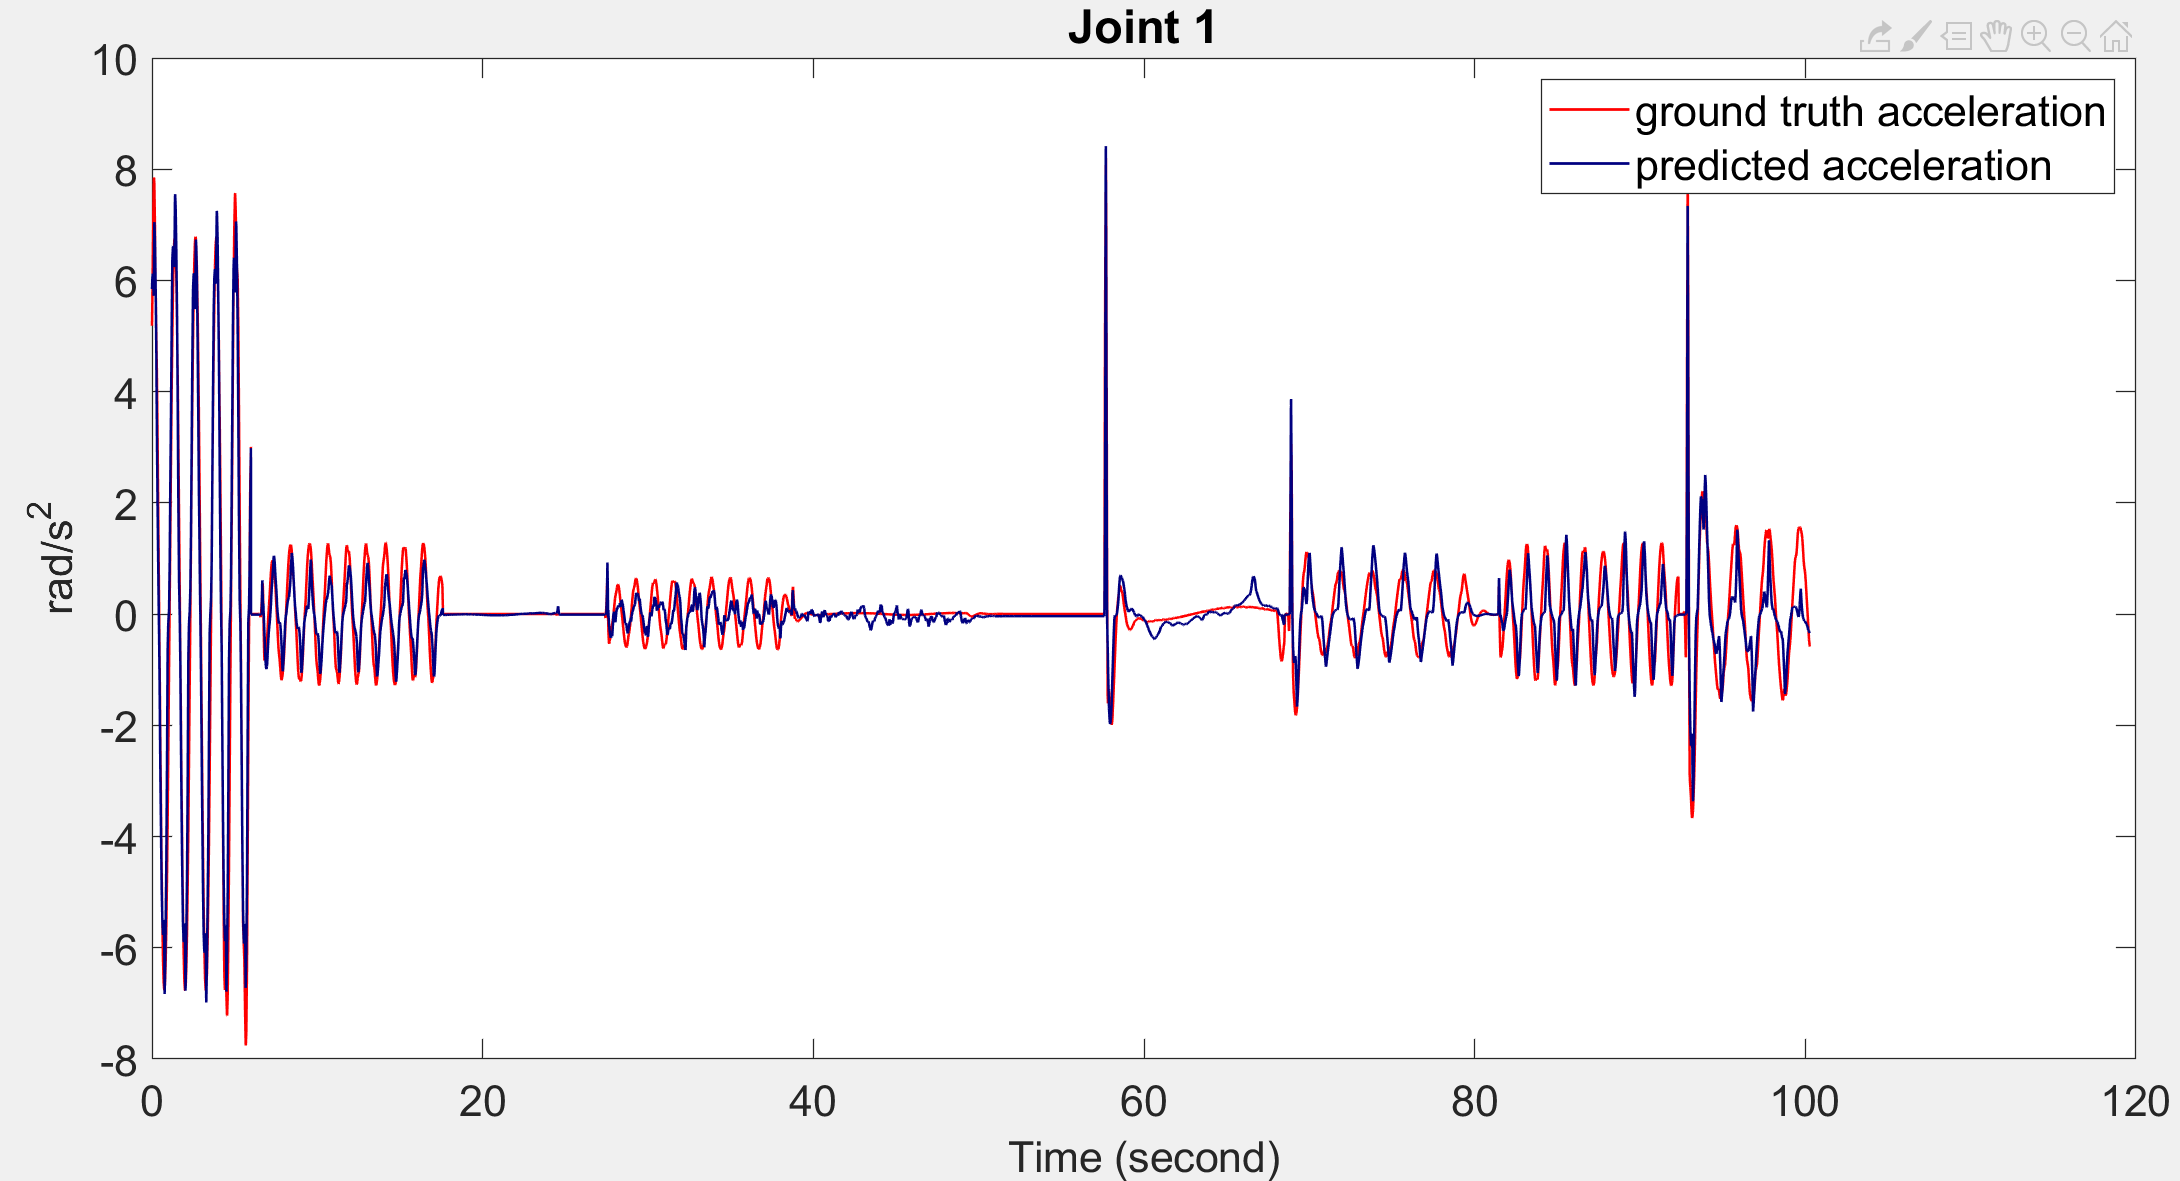 Joint 1
10
8
6
4
2
0
-2
-4
-6
-8
rad/s²
ground truth acceleration
predicted acceleration
0 20 40 60 80 100 120
Time (second)